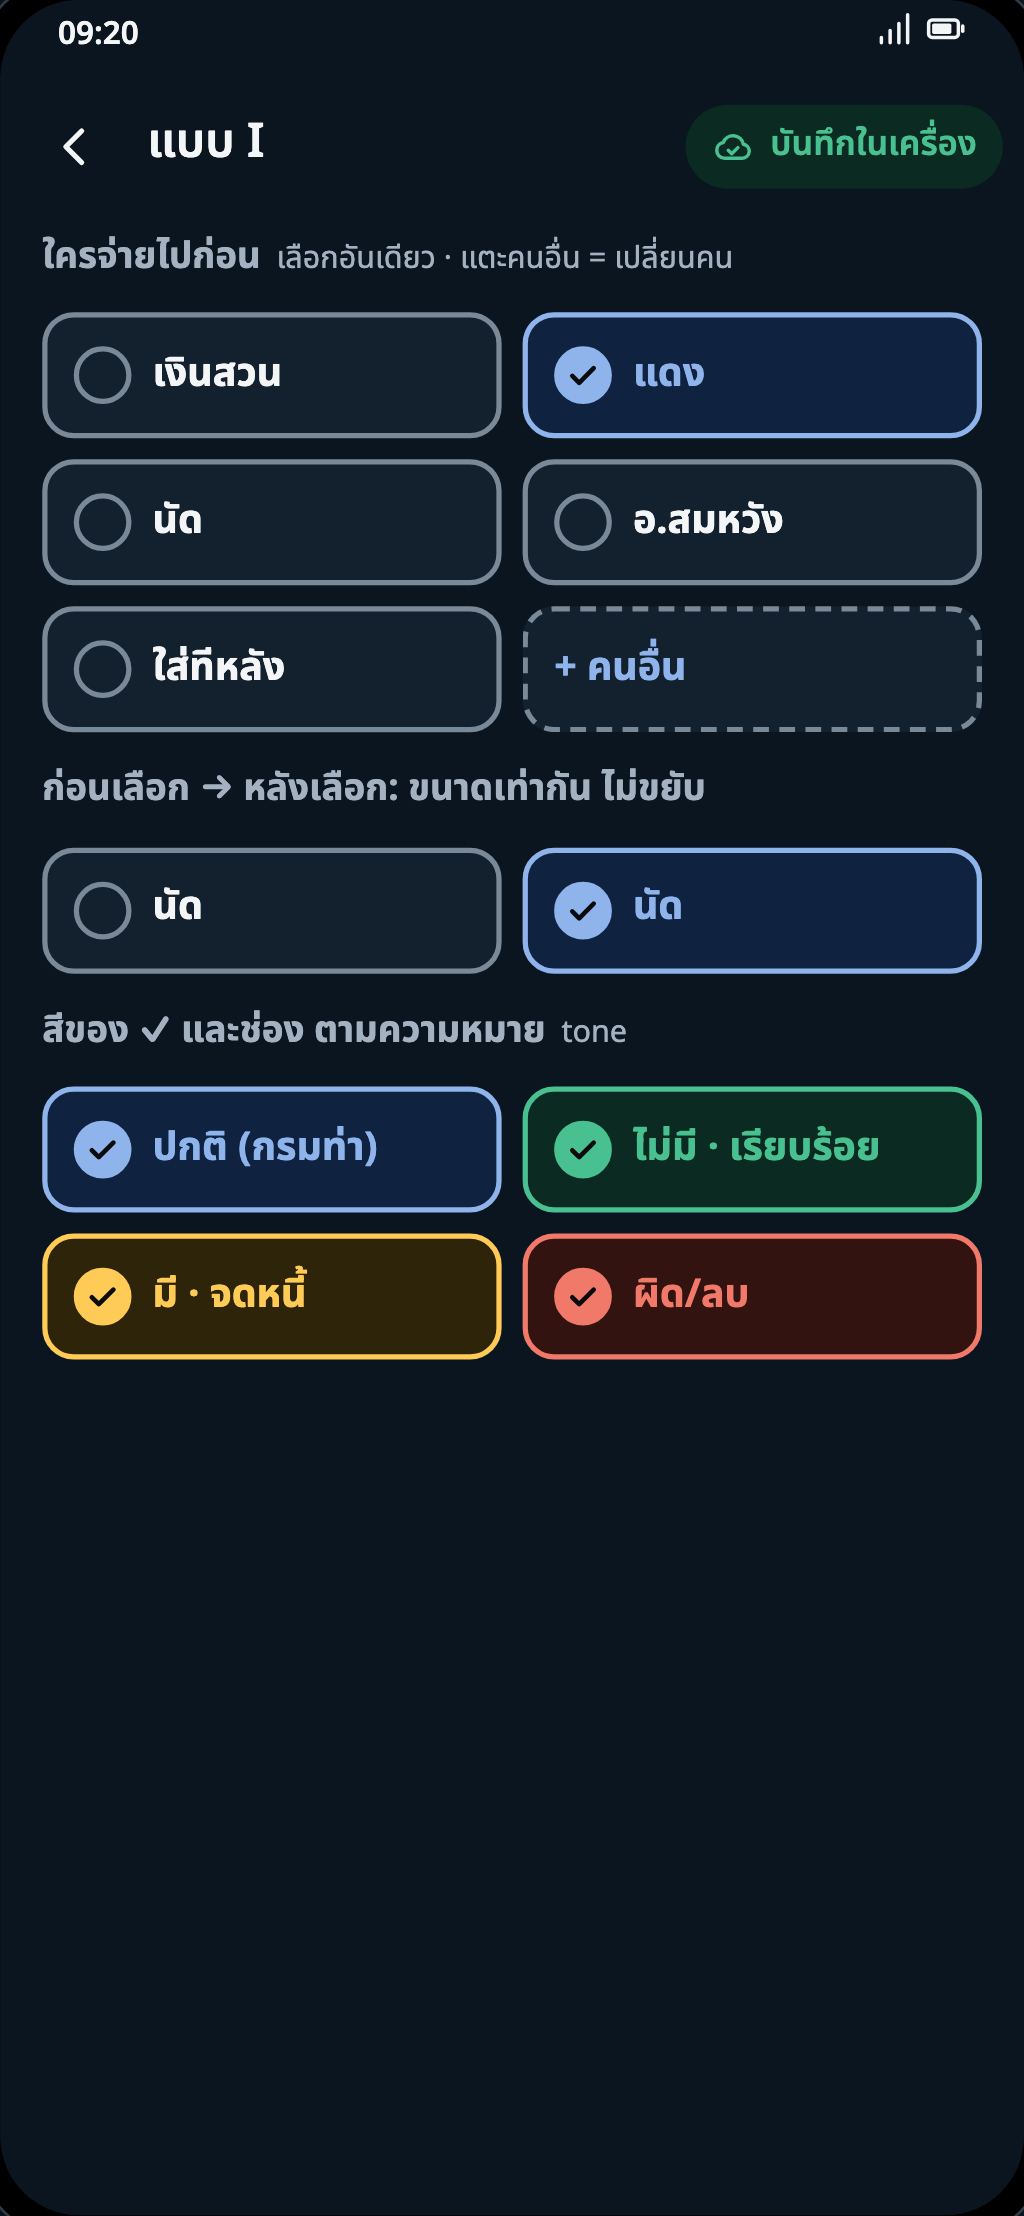 09:20
แบบ I
บันทึกในเครื่อง
ใครจ่ายไปก่อน เลือกอันเดียว · แตะคนอื่น = เปลี่ยนคน
เงินสวน
แดง
นัด
อ.สมหวัง
ใส่ทีหลัง
+ คนอื่น
ก่อนเลือก → หลังเลือก: ขนาดเท่ากัน ไม่ขยับ
นัด
นัด
สีของ ✓ และช่อง ตามความหมาย tone
ปกติ (กรมท่า)
ไม่มี · เรียบร้อย
มี · จดหนี้
ผิด/ลบ